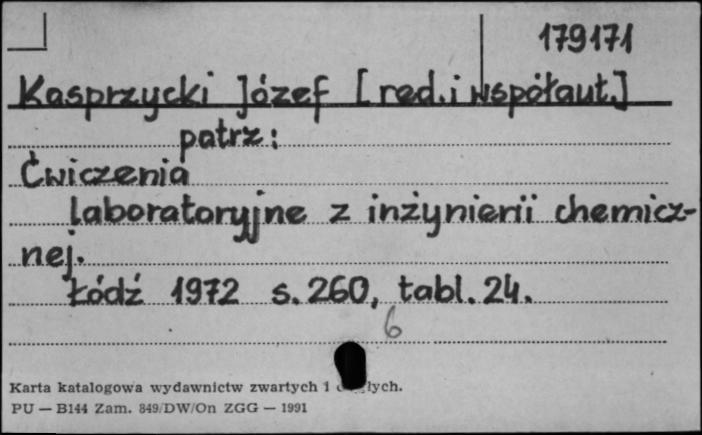 179171
Kasprzycki Józef [red. i współaut.]
patrz:
Ćwiczenia
laboratoryjne z inżynierii chemicz-
nej.
Łódź 1972 s. 260, tabl. 24.
6
Karta katalogowa wydawnictw zwartych i
PU — B144 Zam. 849/DW/On ZGG — 1991